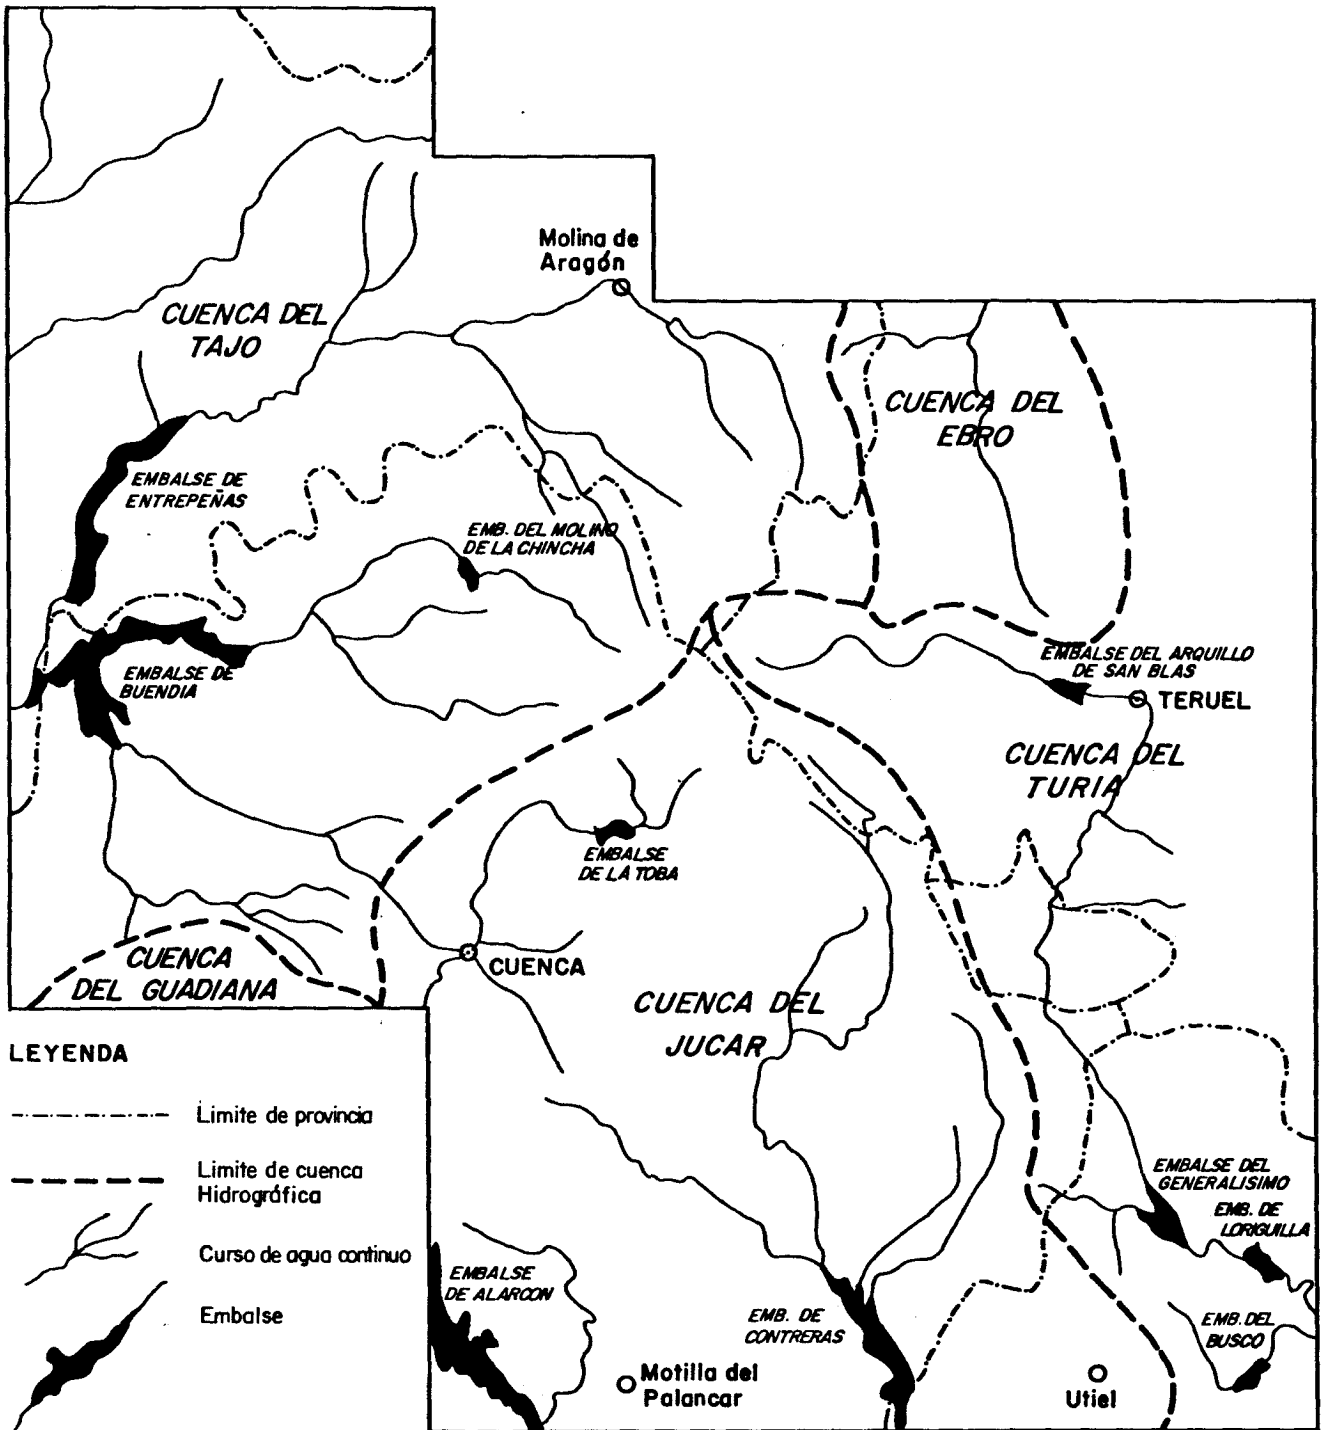 Molina de
Aragón
CUENCA DEL
TAJO
CUENCA DEL
EBRO
EMBALSE DE
ENTREPEÑAS
EMB. DEL MOLINO
DE LA CHINCHA
EMBALSE DEL ARQUILLO
DE SAN BLAS
TERUEL
EMBALSE DE
BUENDIA
CUENCA DEL
TURIA
EMBALSE
DE LA TOBA
CUENCA
DEL GUADIANA
CUENCA
CUENCA DEL
JUCAR
LEYENDA
Limite de provincia
Limite de cuenca
Hidrográfica
Curso de agua continuo
Embalse
EMBALSE DEL
GENERALISIMO
EMB. DE
LORIGUILLA
EMBALSE
DE ALARCON
EMB. DE
CONTRERAS
EMB. DEL
BUSCO
Motilla del
Palancar
Utiel